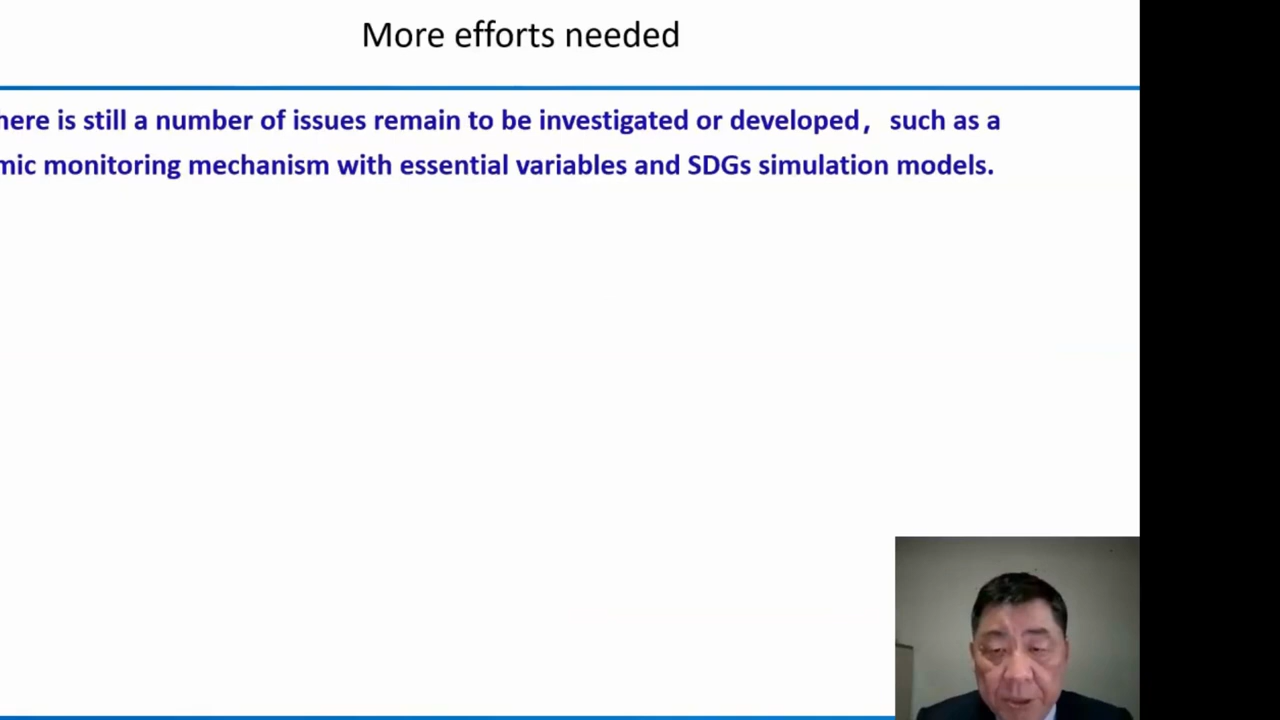 More efforts needed
here is still a number of issues remain to be investigated or developed， such as a
mic monitoring mechanism with essential variables and SDGs simulation models.